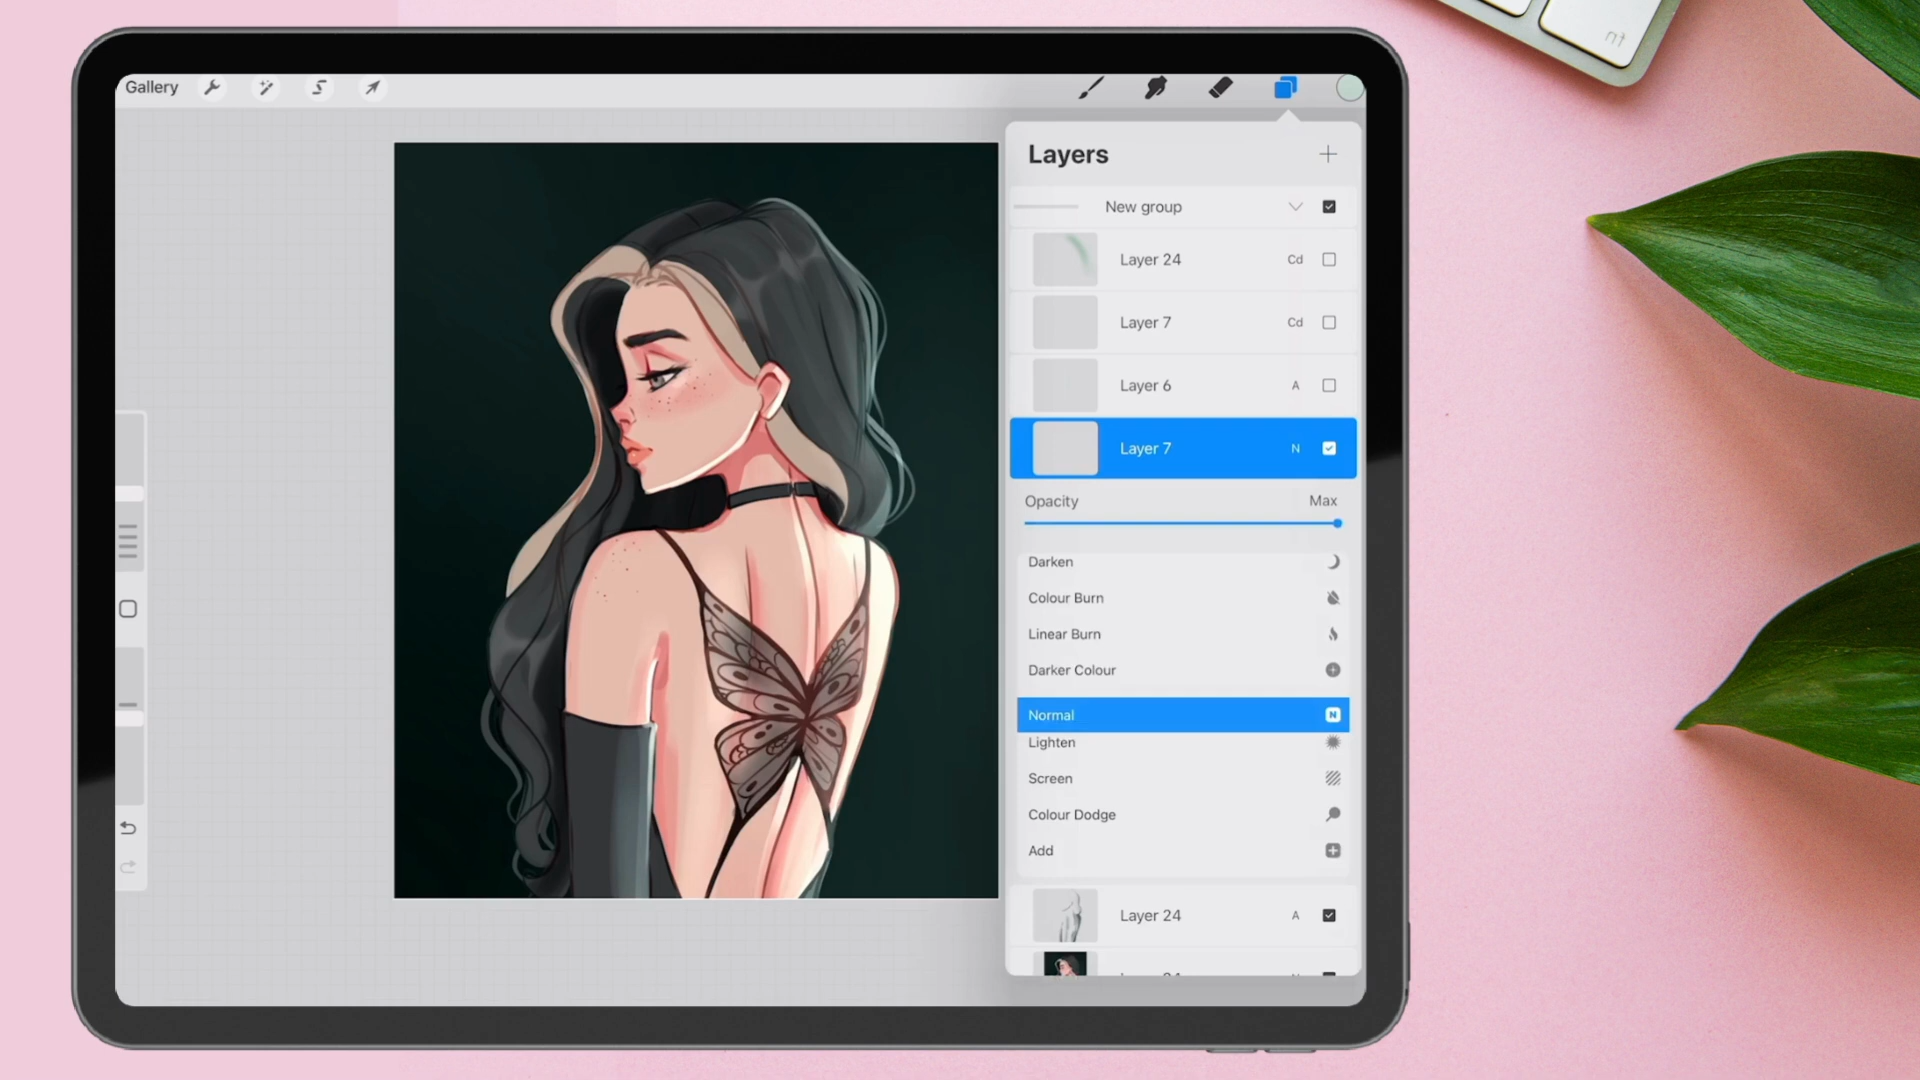 Gallery
Layers
New group
Layer 24 Cd
Layer 7 Cd
Layer 6 A
Layer 7 N
Opacity Max
Darken
Colour Burn
Linear Burn
Darker Colour
Normal N
Lighten
Screen
Colour Dodge
Add
Layer 24 A